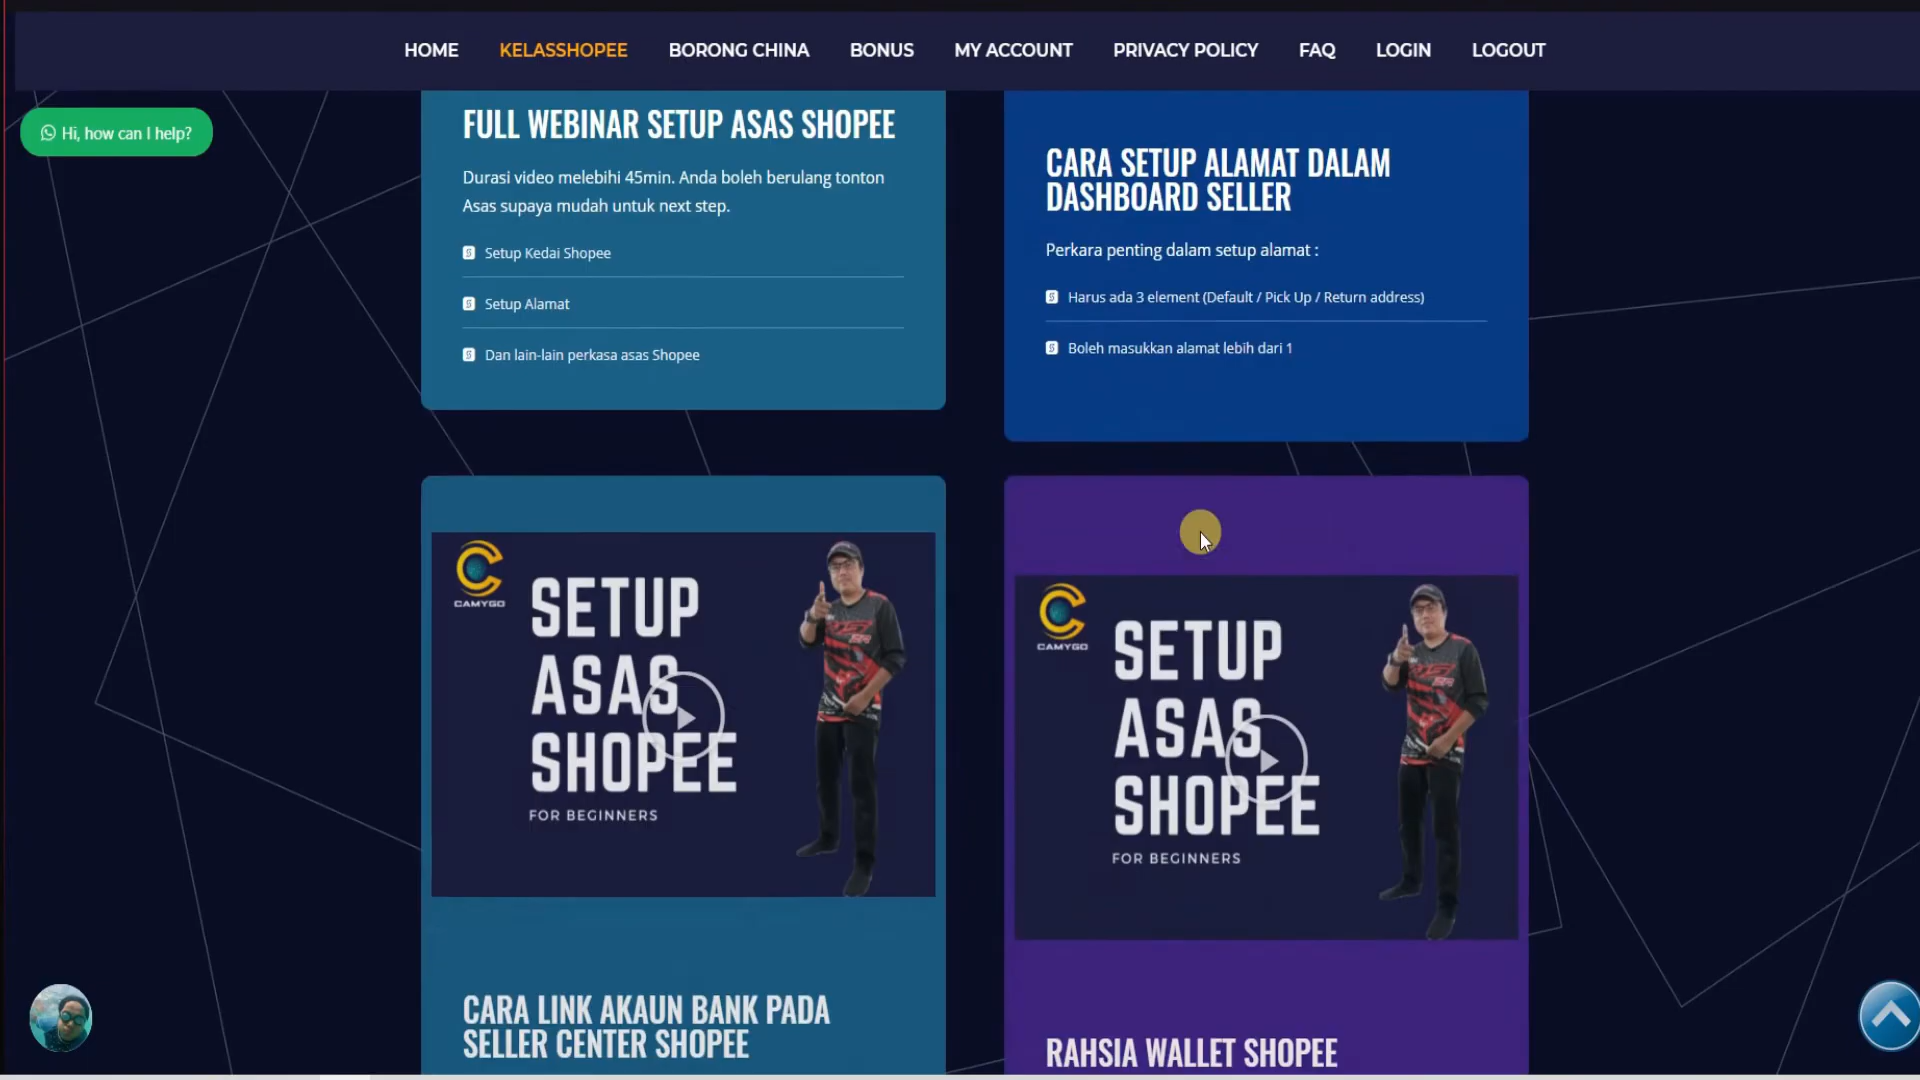 HOME KELASSHOPEE BORONG CHINA BONUS MY ACCOUNT PRIVACY POLICY FAQ LOGIN LOGOUT
Hi, how can I help?
FULL WEBINAR SETUP ASAS SHOPEE
Durasi video melebihi 45min. Anda boleh berulang tonton
Asas supaya mudah untuk next step.
Setup Kedai Shopee
Setup Alamat
Dan lain-lain perkasa asas Shopee
CARA SETUP ALAMAT DALAM
DASHBOARD SELLER
Perkara penting dalam setup alamat :
Harus ada 3 element (Default / Pick Up / Return address)
Boleh masukkan alamat lebih dari 1
CAMYGO
SETUP
ASAS
SHOPEE
FOR BEGINNERS
CARA LINK AKAUN BANK PADA
SELLER CENTER SHOPEE
CAMYGO
SETUP
ASAS
SHOPEE
FOR BEGINNERS
RAHSIA WALLET SHOPEE